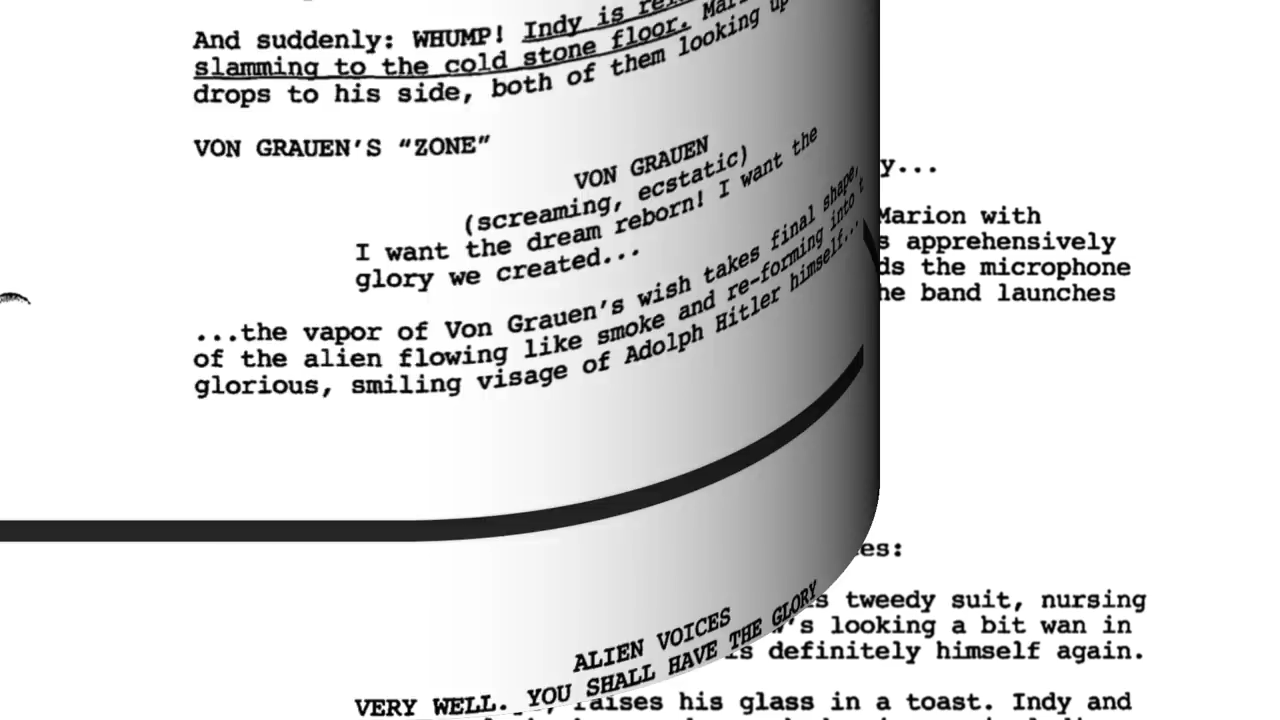 And suddenly: WHUMP! Indy is
slamming to the cold stone floor.
drops to his side, both of them looking up
VON GRAUEN'S “ZONE”
VON GRAUEN
(screaming, ecstatic)
I want the dream reborn! I want the
glory we created...
...the vapor of Von Grauen's wish takes final shape,
of the alien flowing like smoke and re-forming into
glorious, smiling visage of Adolph Hitler himself...
ALIEN VOICES
VERY WELL. YOU SHALL HAVE THE GLORY
y...
Marion with
apprehensively
the microphone
band launches
tweedy suit, nursing
looking a bit wan in
is definitely himself again.
raises his glass in a toast. Indy and